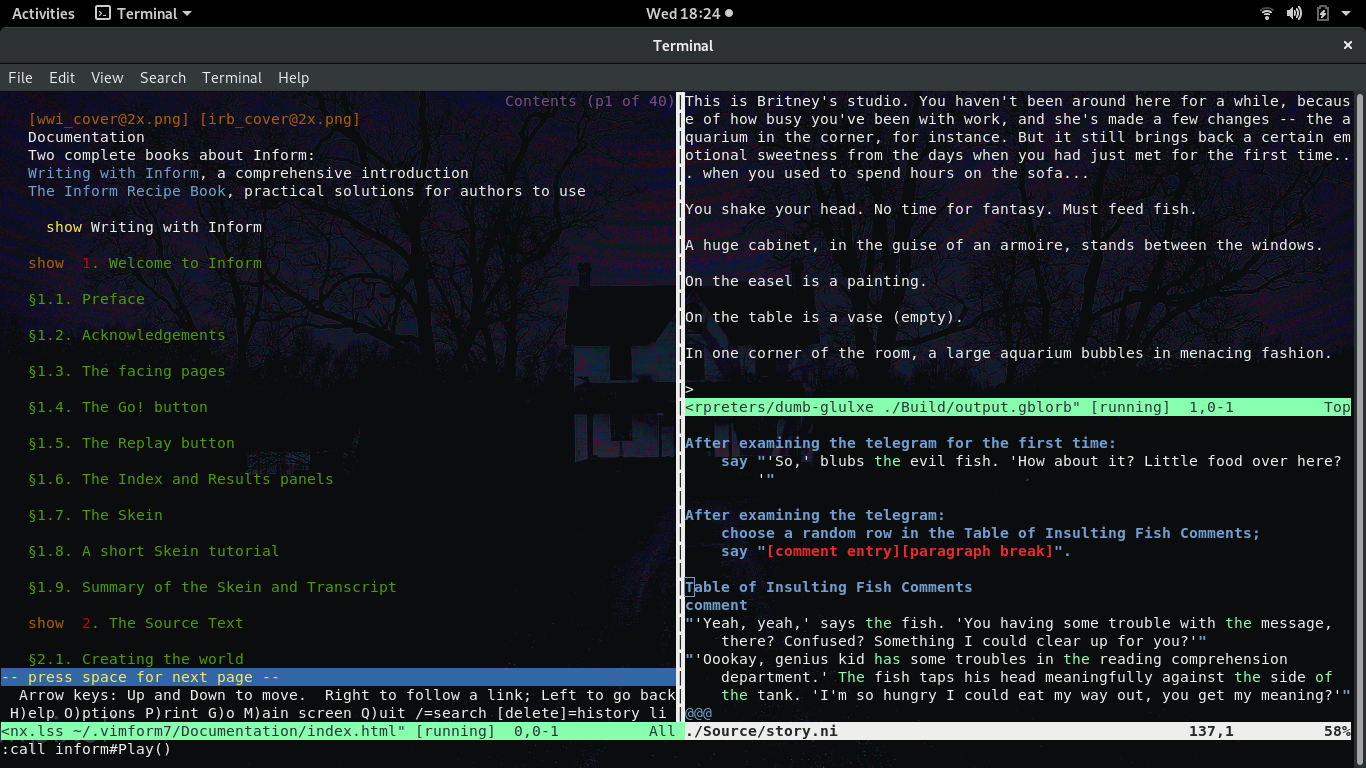 Activities Terminal Wed 18:24
Terminal
File Edit View Search Terminal Help
Contents (p1 of 40)
[wwi_cover@2x.png] [irb_cover@2x.png]
Documentation
Two complete books about Inform:
Writing with Inform, a comprehensive introduction
The Inform Recipe Book, practical solutions for authors to use
show Writing with Inform
show 1. Welcome to Inform
§1.1. Preface
§1.2. Acknowledgements
§1.3. The facing pages
§1.4. The Go! button
§1.5. The Replay button
§1.6. The Index and Results panels
§1.7. The Skein
§1.8. A short Skein tutorial
§1.9. Summary of the Skein and Transcript
show 2. The Source Text
§2.1. Creating the world
-- press space for next page --
Arrow keys: Up and Down to move. Right to follow a link; Left to go back
H)elp O)ptions P)rint G)o M)ain screen Q)uit /=search [delete]=history li
<nx.lss ~/.vimform7/Documentation/index.html" [running] 0,0-1 All
This is Britney's studio. You haven't been around here for a while, becaus
e of how busy you've been with work, and she's made a few changes -- the a
quarium in the corner, for instance. But it still brings back a certain em
otional sweetness from the days when you had just met for the first time..
. when you used to spend hours on the sofa...
You shake your head. No time for fantasy. Must feed fish.
A huge cabinet, in the guise of an armoire, stands between the windows.
On the easel is a painting.
On the table is a vase (empty).
In one corner of the room, a large aquarium bubbles in menacing fashion.
>
<rpreters/dumb-glulxe ./Build/output.gblorb" [running] 1,0-1 Top
After examining the telegram for the first time:
say "'So,' blubs the evil fish. 'How about it? Little food over here?
'"
After examining the telegram:
choose a random row in the Table of Insulting Fish Comments;
say "[comment entry][paragraph break]".
Table of Insulting Fish Comments
comment
"'Yeah, yeah,' says the fish. 'You having some trouble with the message,
there? Confused? Something I could clear up for you?'"
"'Oookay, genius kid has some troubles in the reading comprehension
department.' The fish taps his head meaningfully against the side of
the tank. 'I'm so hungry I could eat my way out, you get my meaning?'"
@@@
./Source/story.ni 137,1 58%
:call inform#Play()